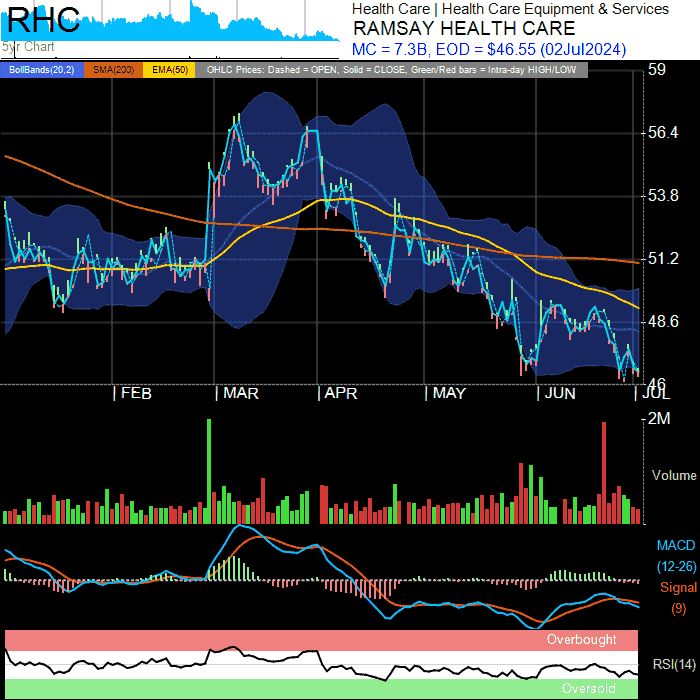 RHC
5yr Chart
Health Care | Health Care Equipment & Services
RAMSAY HEALTH CARE
MC = 7.3B, EOD = $46.55 (02Jul2024)
BollBands(20,2) SMA(200) EMA(50) OHLC Prices: Dashed = OPEN, Solid = CLOSE, Green/Red bars = Intra-day HIGH/LOW
59
56.4
53.8
51.2
48.6
46
FEB MAR APR MAY JUN JUL
2M
Volume
MACD
(12-26)
Signal
(9)
Overbought
RSI(14)
Oversold